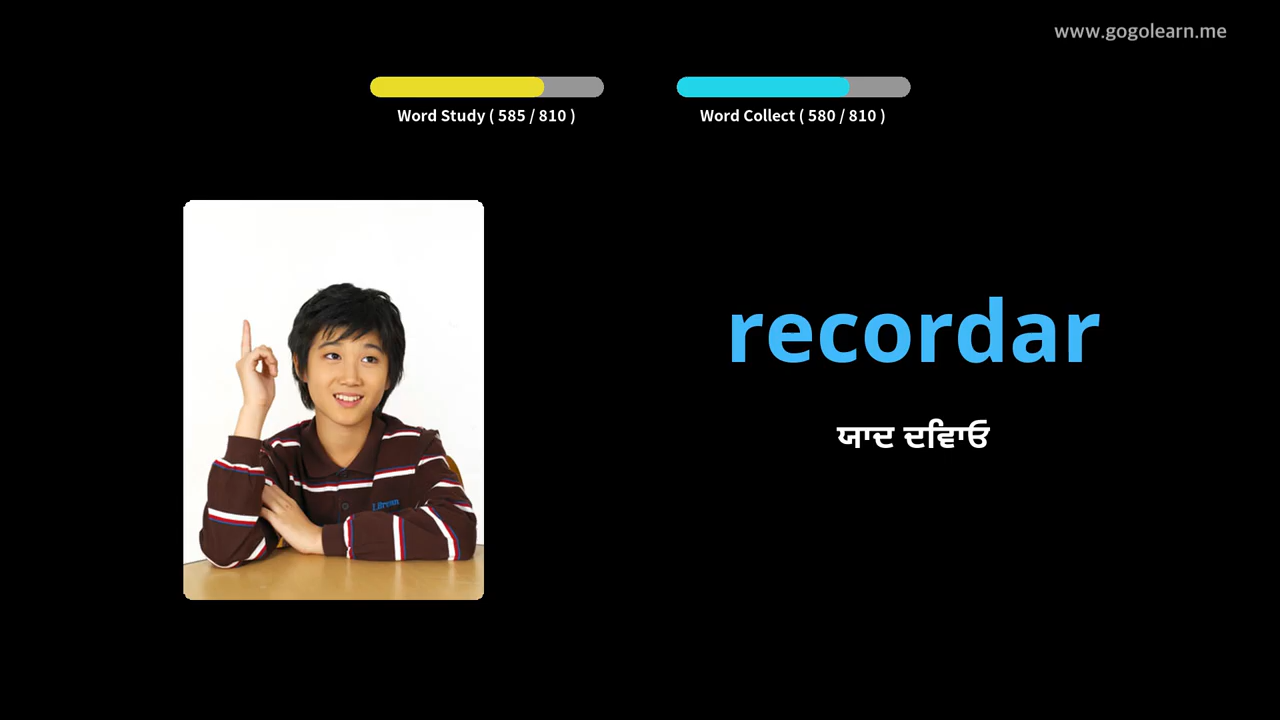 www.gogolearn.me
Word Study ( 585 / 810 )
Word Collect ( 580 / 810 )
recordar
ਯਾਦ ਦਵਿਾਓ